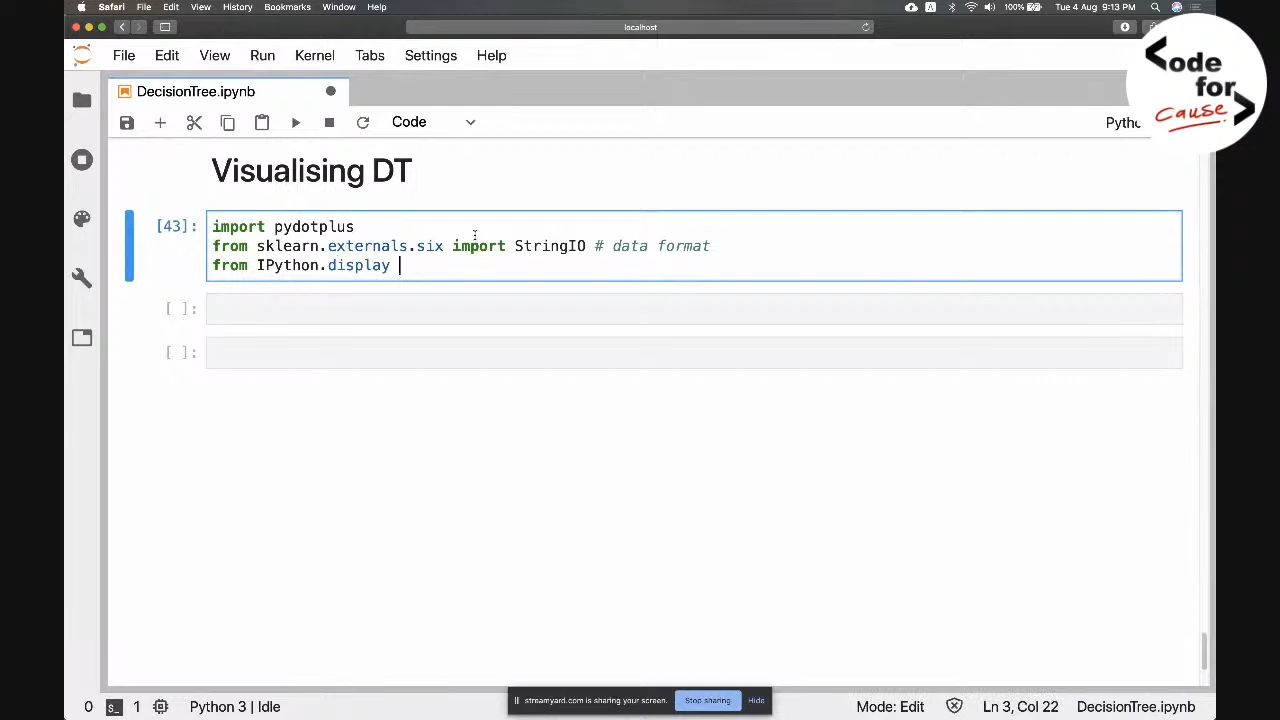 Safari File Edit View History Bookmarks Window Help
A 100% Tue 4 Aug 9:13 PM
localhost
<ode
for
cause>
File Edit View Run Kernel Tabs Settings Help
DecisionTree.ipynb
Code
Visualising DT
[43]:
import pydotplus
from sklearn.externals.six import StringIO # data format
from IPython.display
[ ]:
[ ]:
streamyard.com is sharing your screen. Stop sharing Hide
0 $_ 1 Python 3 | Idle Mode: Edit Ln 3, Col 22 DecisionTree.ipynb